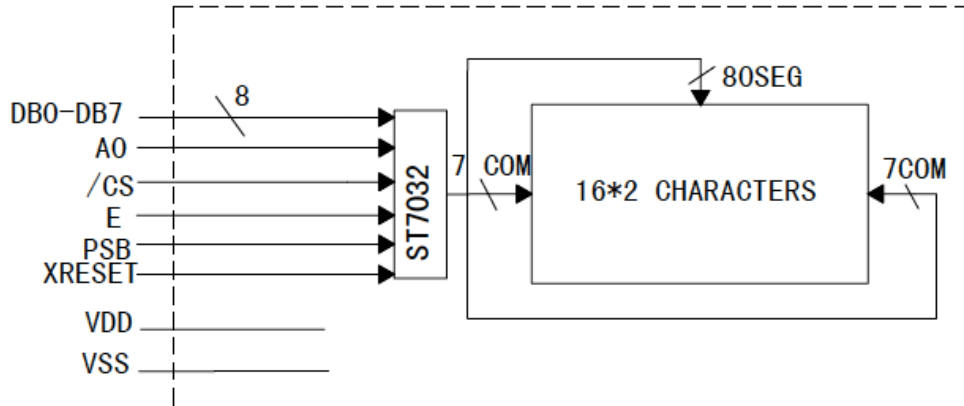 8
80SEG
DB0-DB7
A0
/CS
E
PSB
XRESET
ST7032
7 COM
16*2 CHARACTERS
7COM
VDD
VSS